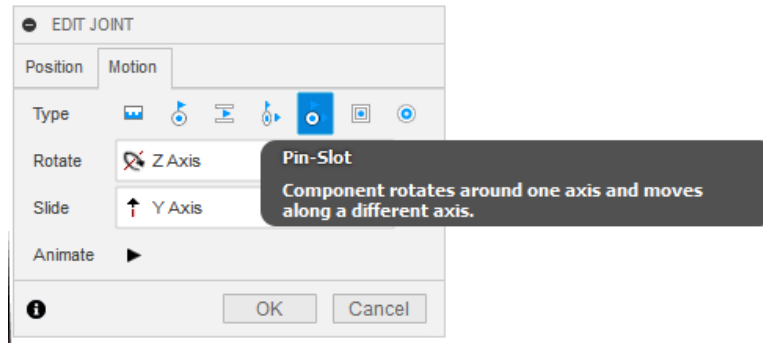 EDIT JOINT
Position Motion
Type
Rotate Z Axis
Pin-Slot
Component rotates around one axis and moves
along a different axis.
Slide Y Axis
Animate
OK Cancel